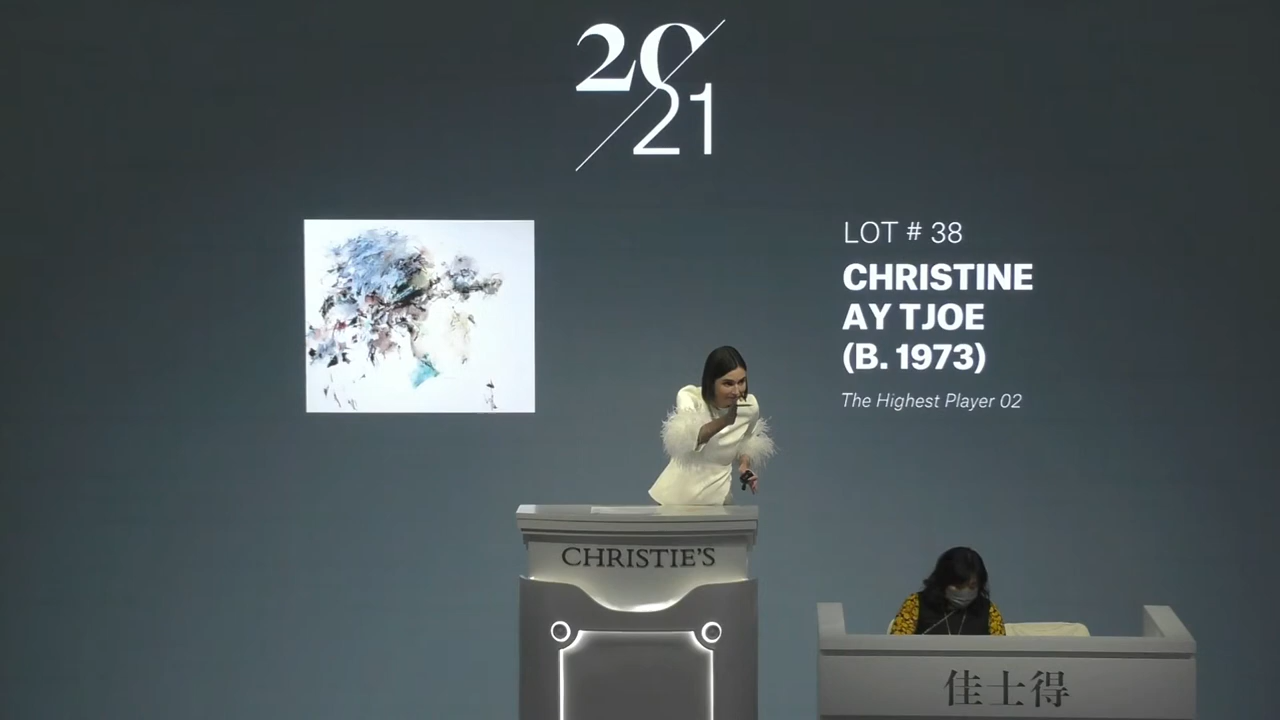 20
21
LOT # 38
CHRISTINE
AY TJOE
(B. 1973)
The Highest Player 02
CHRISTIE'S
佳士得